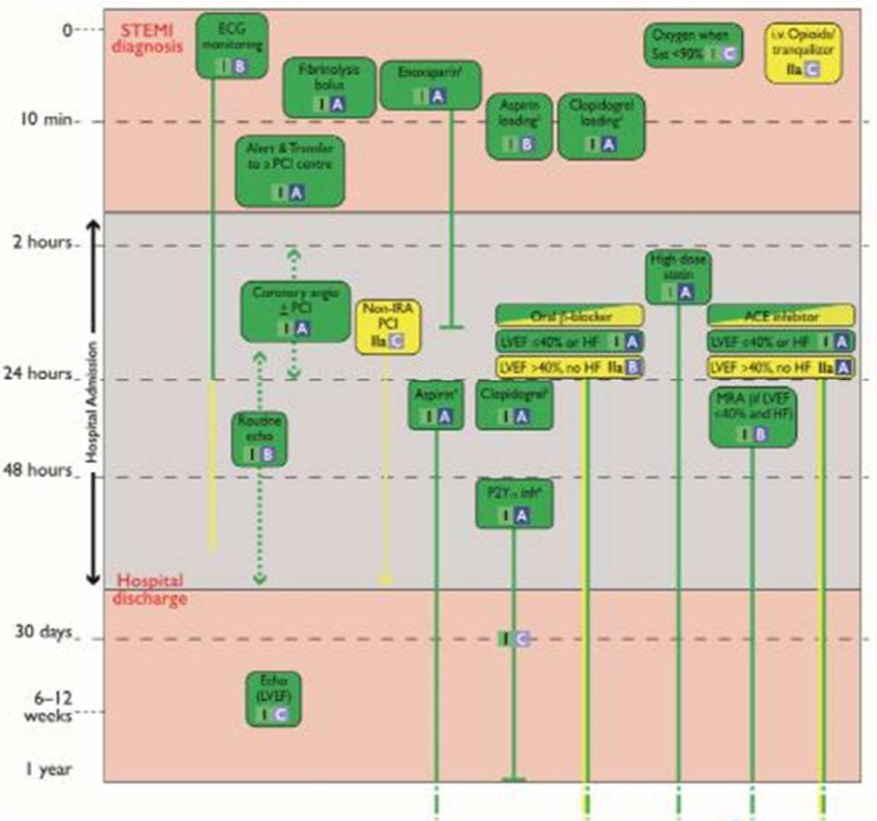 0
STEMI
diagnosis
ECG
monitoring
I B
Fibrinolysis
bolus
I A
Enoxaparin¹
I A
Oxygen when
Sat <90% I C
i.v. Opioids/
tranquilizer
IIa C
10 min
Aspirin
loading²
I B
Clopidogrel
loading
I A
Alert & Transfer
to a PCI centre
I A
2 hours
High dose
statin
I A
Coronary angio
± PCI
I A
Non-IRA
PCI
IIa C
Oral β-blocker
LVEF ≤40% or HF I A
LVEF >40%, no HF IIa B
ACE inhibitor
LVEF ≤40% or HF I A
LVEF >40%, no HF IIa A
24 hours
Hospital Admission
Aspirin
I A
Clopidogrel
I A
MRA (if LVEF
≤40% and HF)
I B
Routine
echo
I B
48 hours
P2Y₁₂ inh
I A
Hospital
discharge
30 days
I C
Echo
(LVEF)
I C
6–12
weeks
1 year